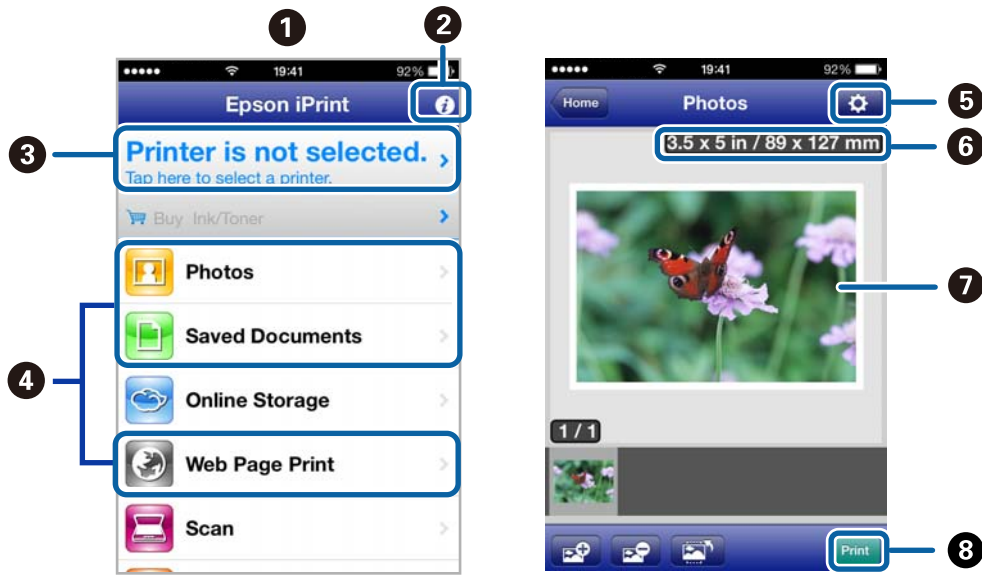 1
2
19:41
92%
Epson iPrint
i
3
Printer is not selected.
Tap here to select a printer.
Buy Ink/Toner
4
Photos
Saved Documents
Online Storage
Web Page Print
Scan
19:41
92%
Home
Photos
5
3.5 x 5 in / 89 x 127 mm
6
7
1 / 1
Print
8